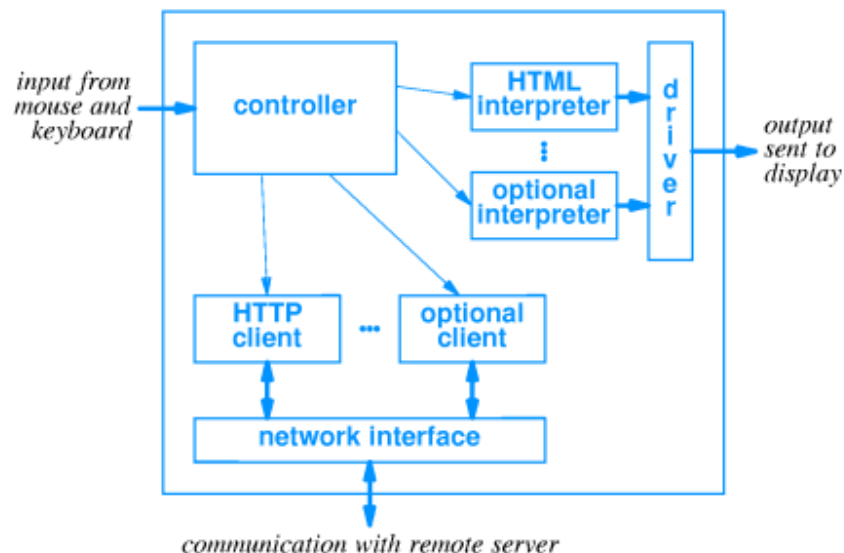 input from
mouse and
keyboard
controller
HTML
interpreter
optional
interpreter
driver
output
sent to
display
HTTP
client
optional
client
network interface
communication with remote server